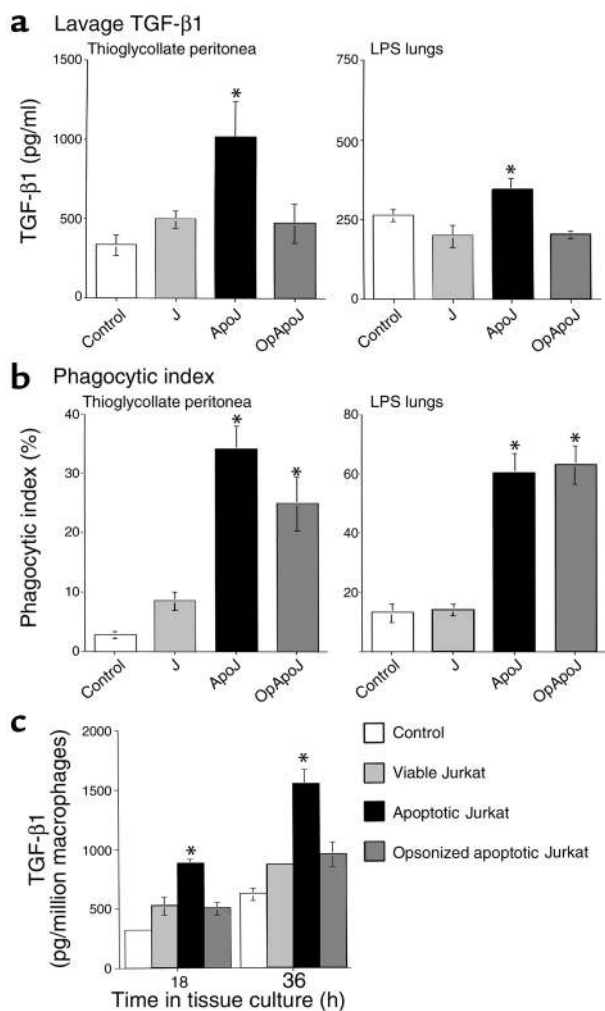 a Lavage TGF-β1
Thioglycollate peritonea
LPS lungs
TGF-β1 (pg/ml)
1500
1000
500
0
*
Control
J
ApoJ
OpApoJ
750
500
250
0
*
Control
J
ApoJ
OpApoJ
b Phagocytic index
Thioglycollate peritonea
LPS lungs
Phagocytic index (%)
40
30
20
10
0
*
*
Control
J
ApoJ
OpApoJ
80
60
40
20
*
*
Control
J
ApoJ
OpApoJ
c
TGF-β1
(pg/million macrophages)
2000
1500
1000
500
0
*
*
18
36
Time in tissue culture (h)
Control
Viable Jurkat
Apoptotic Jurkat
Opsonized apoptotic Jurkat